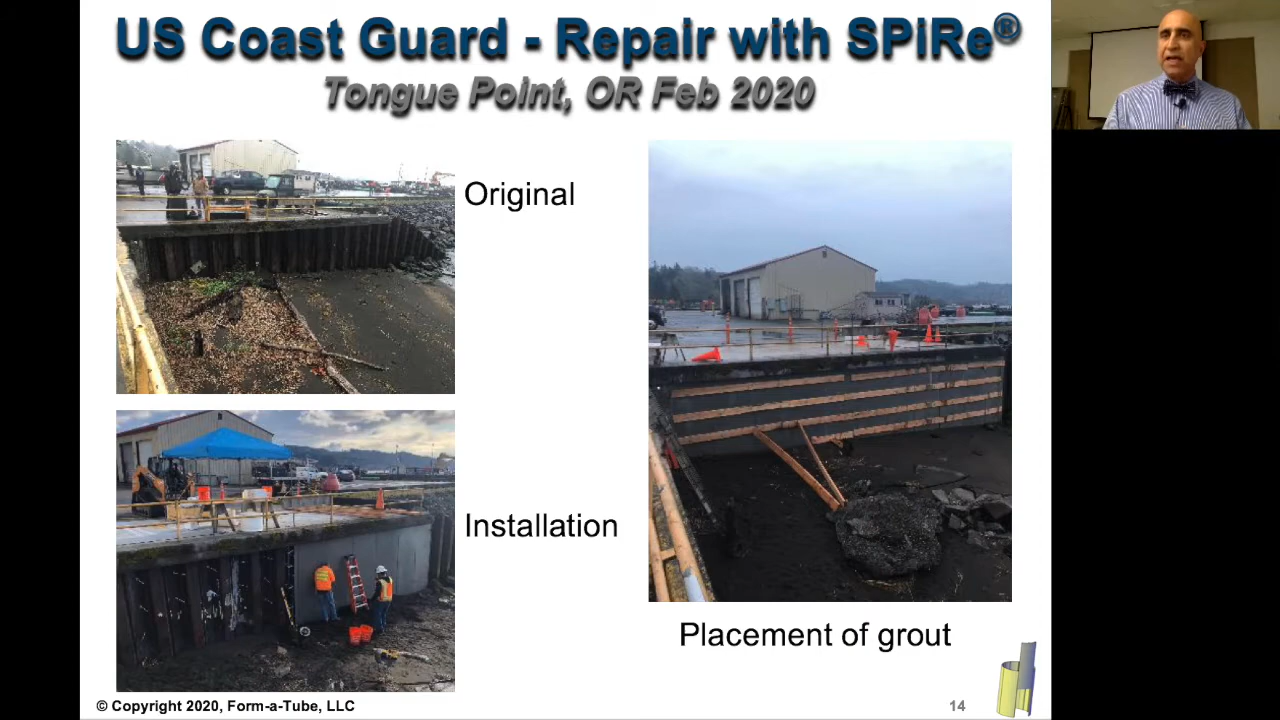 US Coast Guard - Repair with SPiRe®
Tongue Point, OR Feb 2020
Original
Installation
Placement of grout
© Copyright 2020, Form-a-Tube, LLC
14